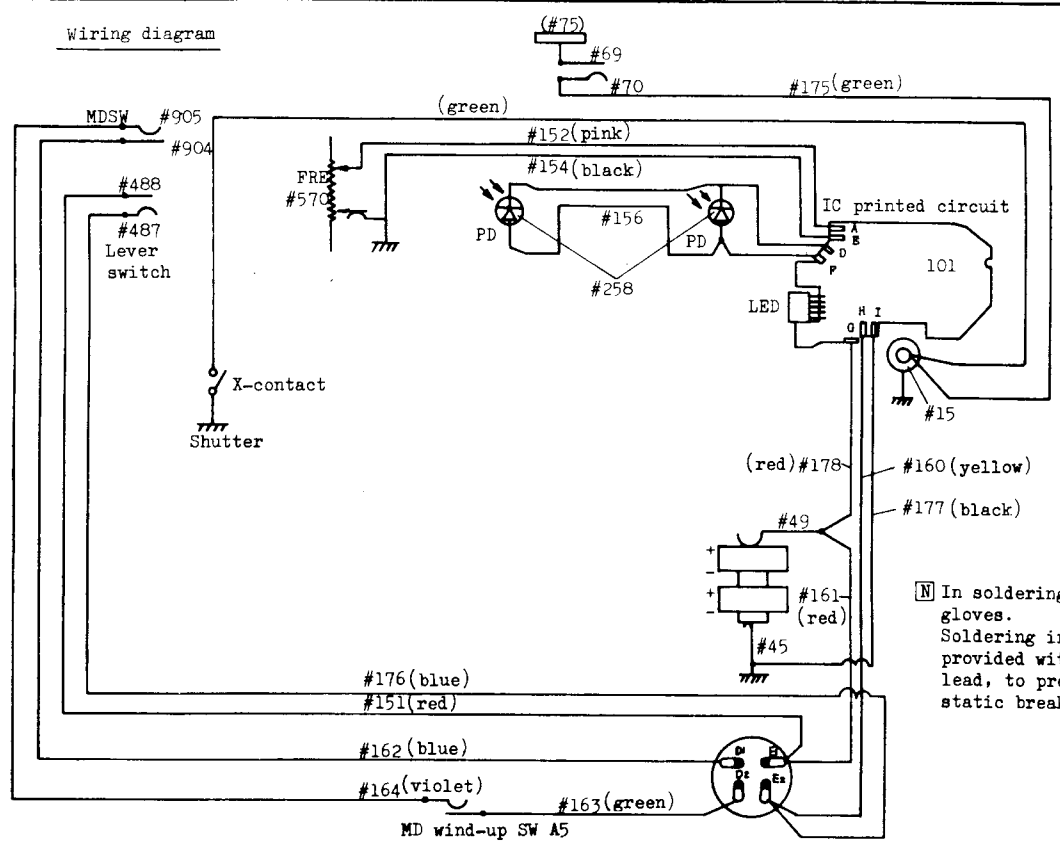 Wiring diagram
(#75)
#69
#70
#175(green)
(green)
MDSW
#905
#904
#152(pink)
#154(black)
#488
#487
Lever
switch
FRE
#570
PD
#156
PD
#258
IC printed circuit
A
B
D
F
101
LED
G
H
I
#15
X-contact
Shutter
(red)#178
#160(yellow)
#177(black)
#49
+
-
+
-
#161
(red)
#45
N In soldering
gloves.
Soldering i
provided wi
lead, to pre
static brea
#176(blue)
#151(red)
#162(blue)
#164(violet)
#163(green)
MD wind-up SW A5
D1
D2
E1
E2